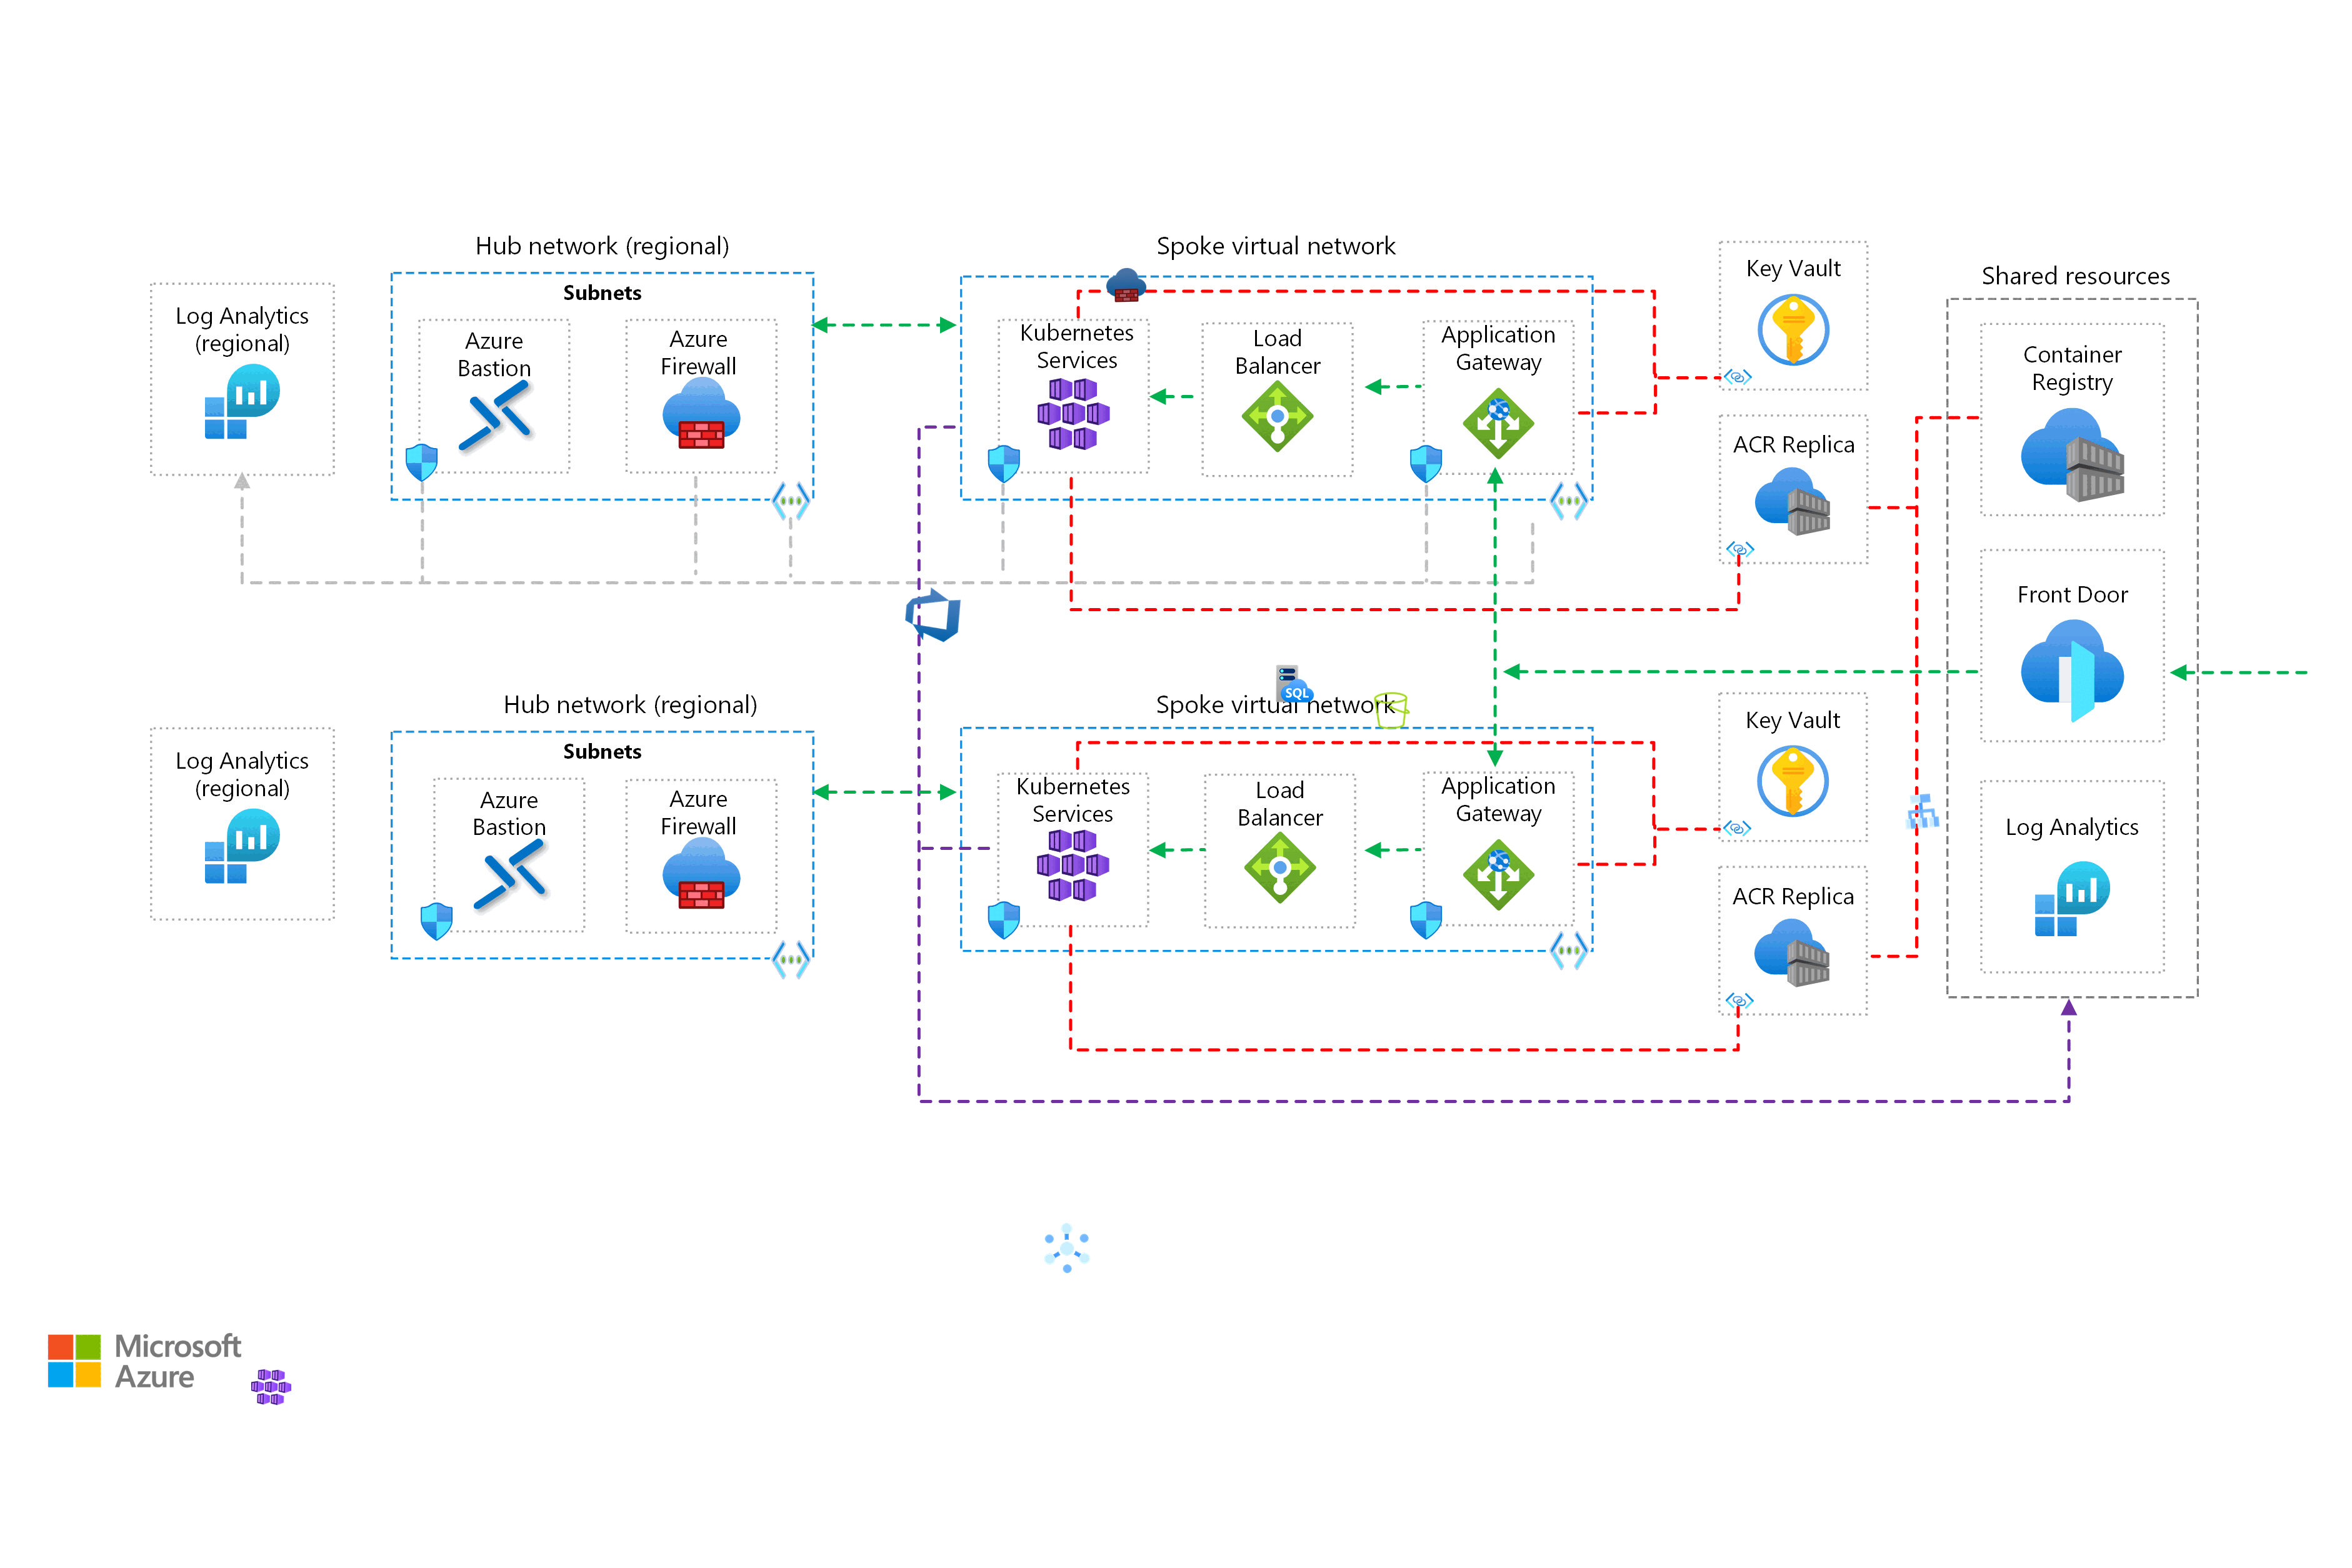 Hub network (regional)
Spoke virtual network
Shared resources
Log Analytics
(regional)
Subnets
Azure
Bastion
Azure
Firewall
Kubernetes
Services
Load
Balancer
Application
Gateway
Key Vault
ACR Replica
Container
Registry
Front Door
Log Analytics
Hub network (regional)
Spoke virtual network
SQL
Log Analytics
(regional)
Subnets
Azure
Bastion
Azure
Firewall
Kubernetes
Services
Load
Balancer
Application
Gateway
Key Vault
ACR Replica
Microsoft
Azure